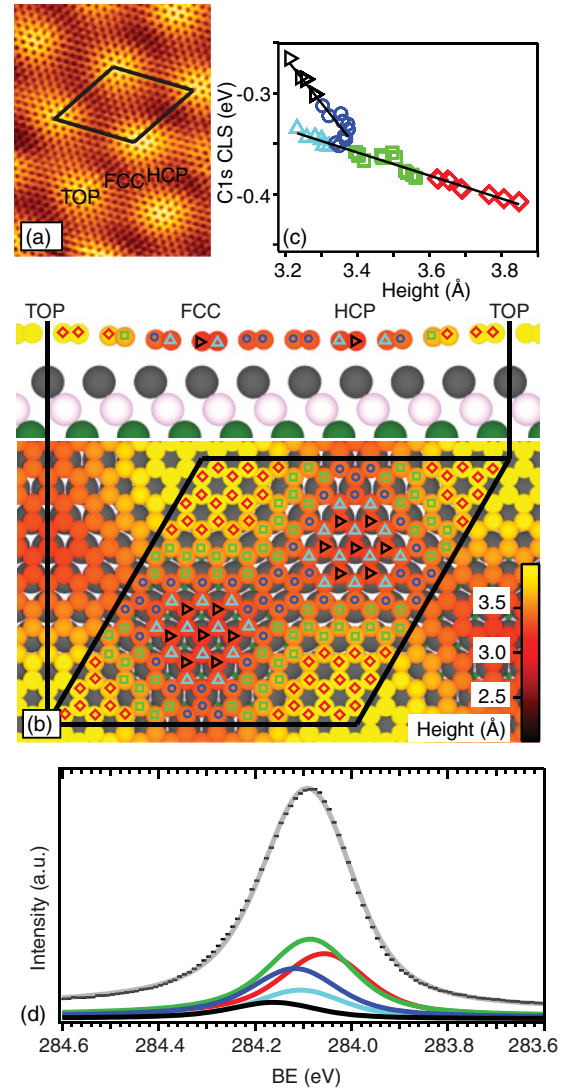 TOP
FCC
HCP
(a)
C1s CLS (eV)
-0.3
-0.4
3.2
3.4
3.6
3.8
Height (Å)
(c)
TOP
FCC
HCP
TOP
3.5
3.0
2.5
Height (Å)
(b)
Intensity (a.u.)
(d)
284.6
284.4
284.2
284.0
283.8
283.6
BE (eV)